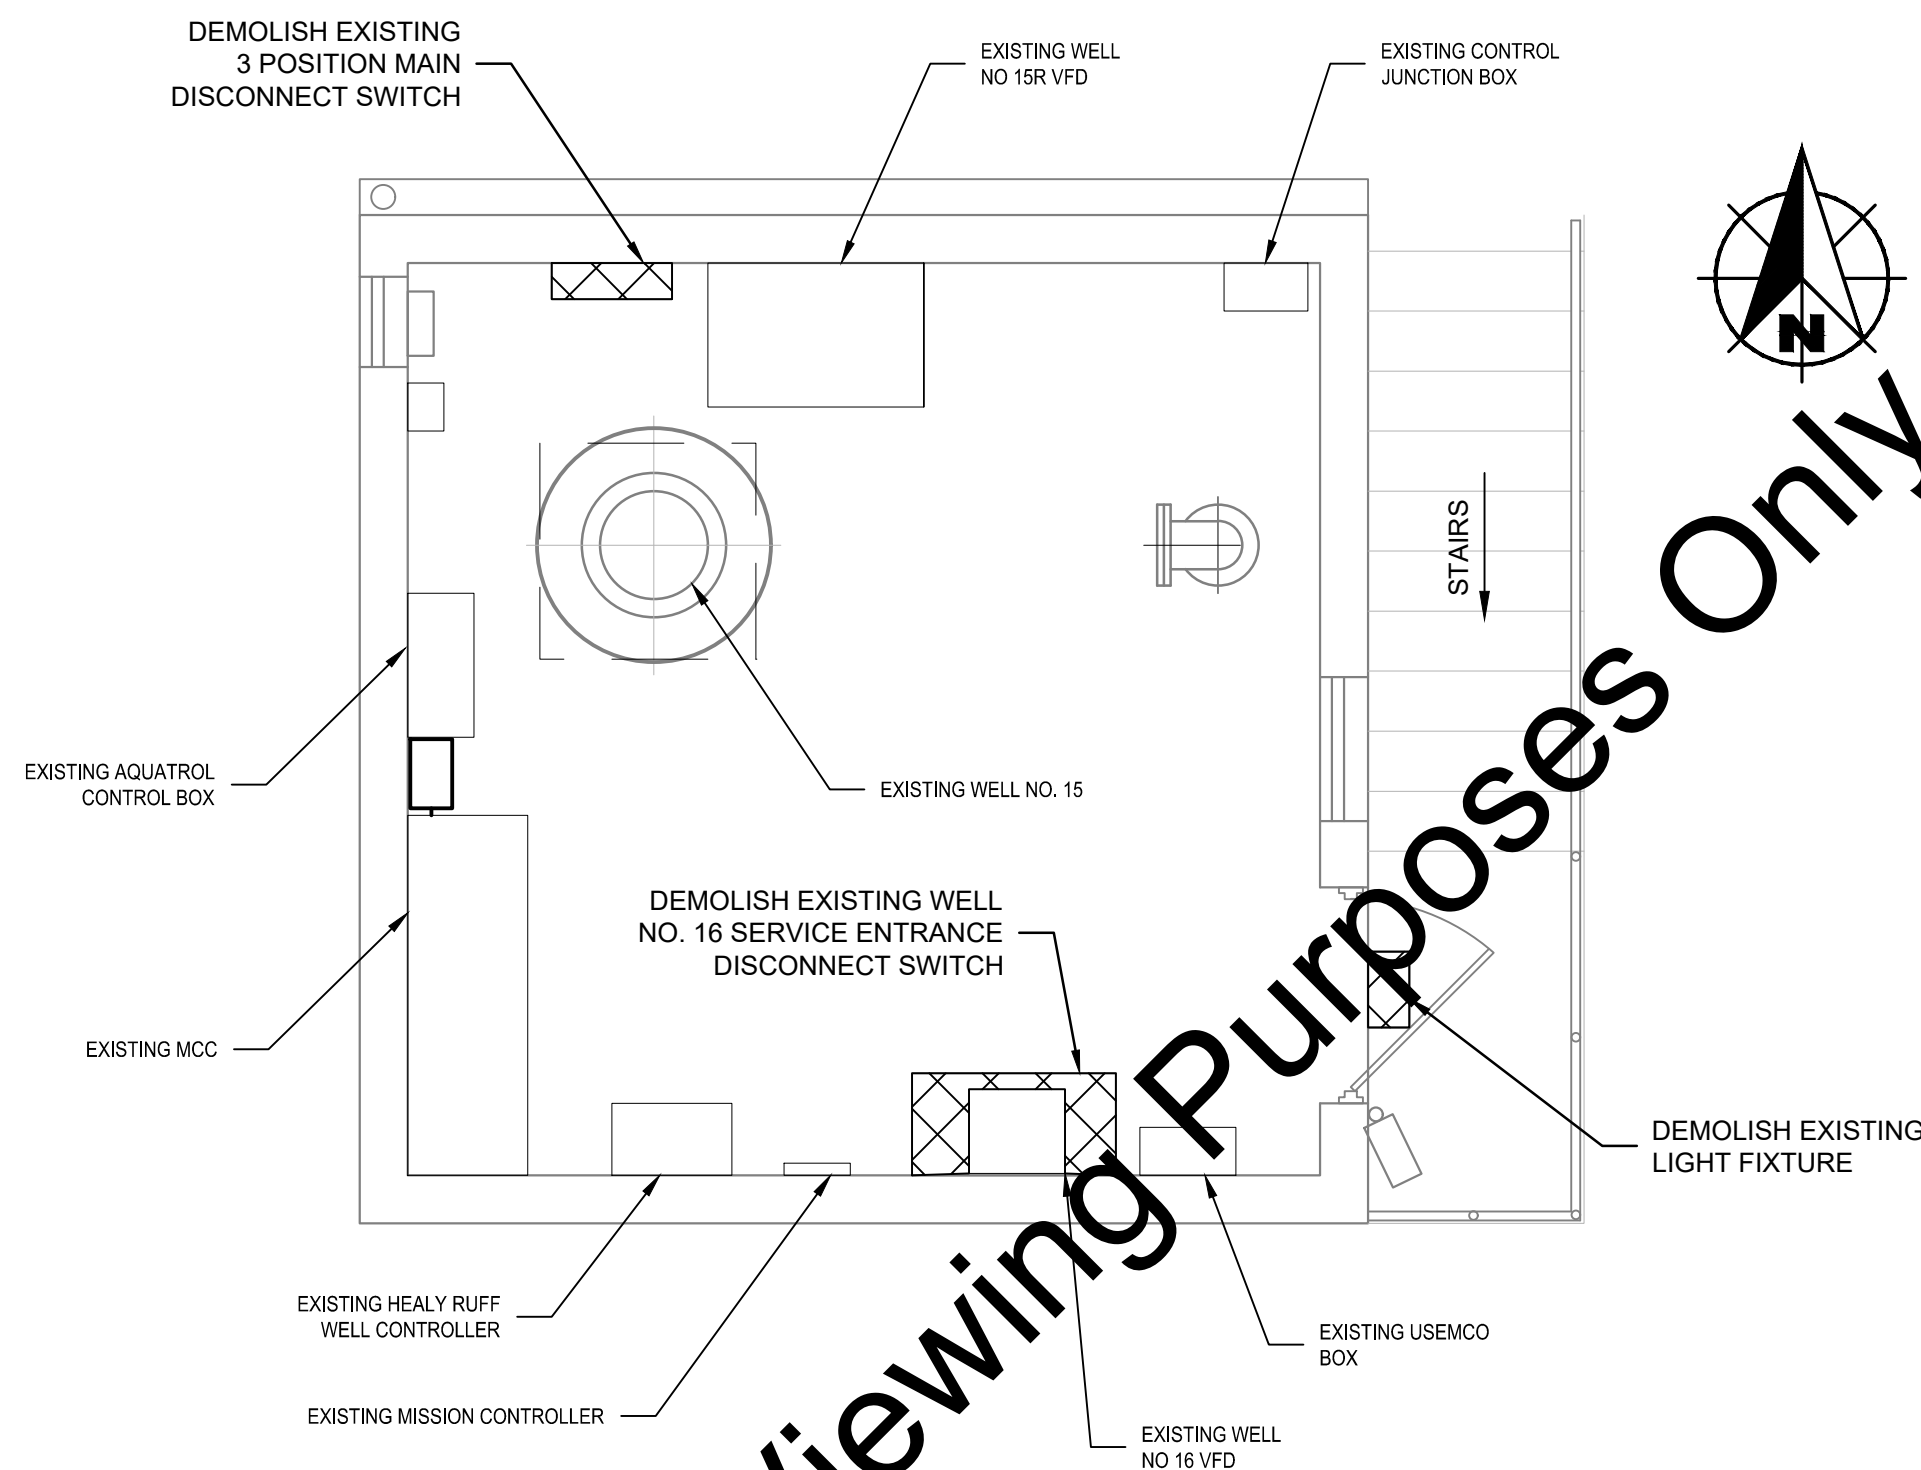 DEMOLISH EXISTING
3 POSITION MAIN
DISCONNECT SWITCH
EXISTING WELL
NO 15R VFD
EXISTING CONTROL
JUNCTION BOX
N
STAIRS
EXISTING AQUATROL
CONTROL BOX
EXISTING WELL NO. 15
DEMOLISH EXISTING WELL
NO. 16 SERVICE ENTRANCE
DISCONNECT SWITCH
EXISTING MCC
DEMOLISH EXISTING
LIGHT FIXTURE
EXISTING HEALY RUFF
WELL CONTROLLER
EXISTING USEMCO
BOX
EXISTING MISSION CONTROLLER
EXISTING WELL
NO 16 VFD
Viewing Purposes Only